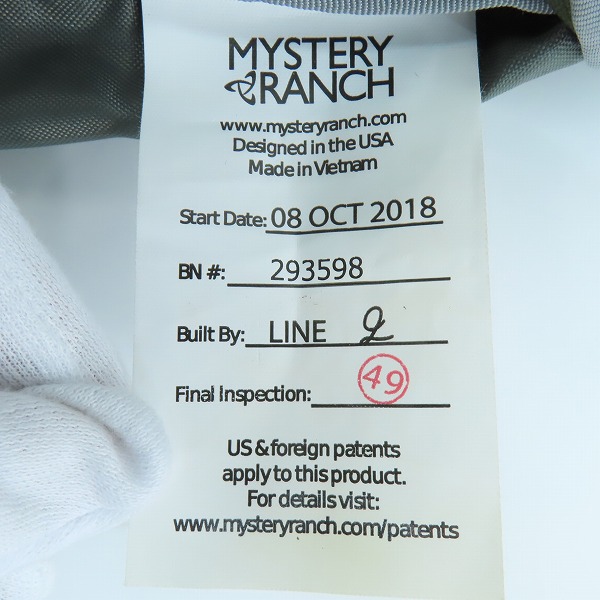 MYSTERY
RANCH
www.mysteryranch.com
Designed in the USA
Made in Vietnam
Start Date: 08 OCT 2018
BN #: 293598
Built By: LINE
Final Inspection: 49
US & foreign patents
apply to this product.
For details visit:
www.mysteryranch.com/patents